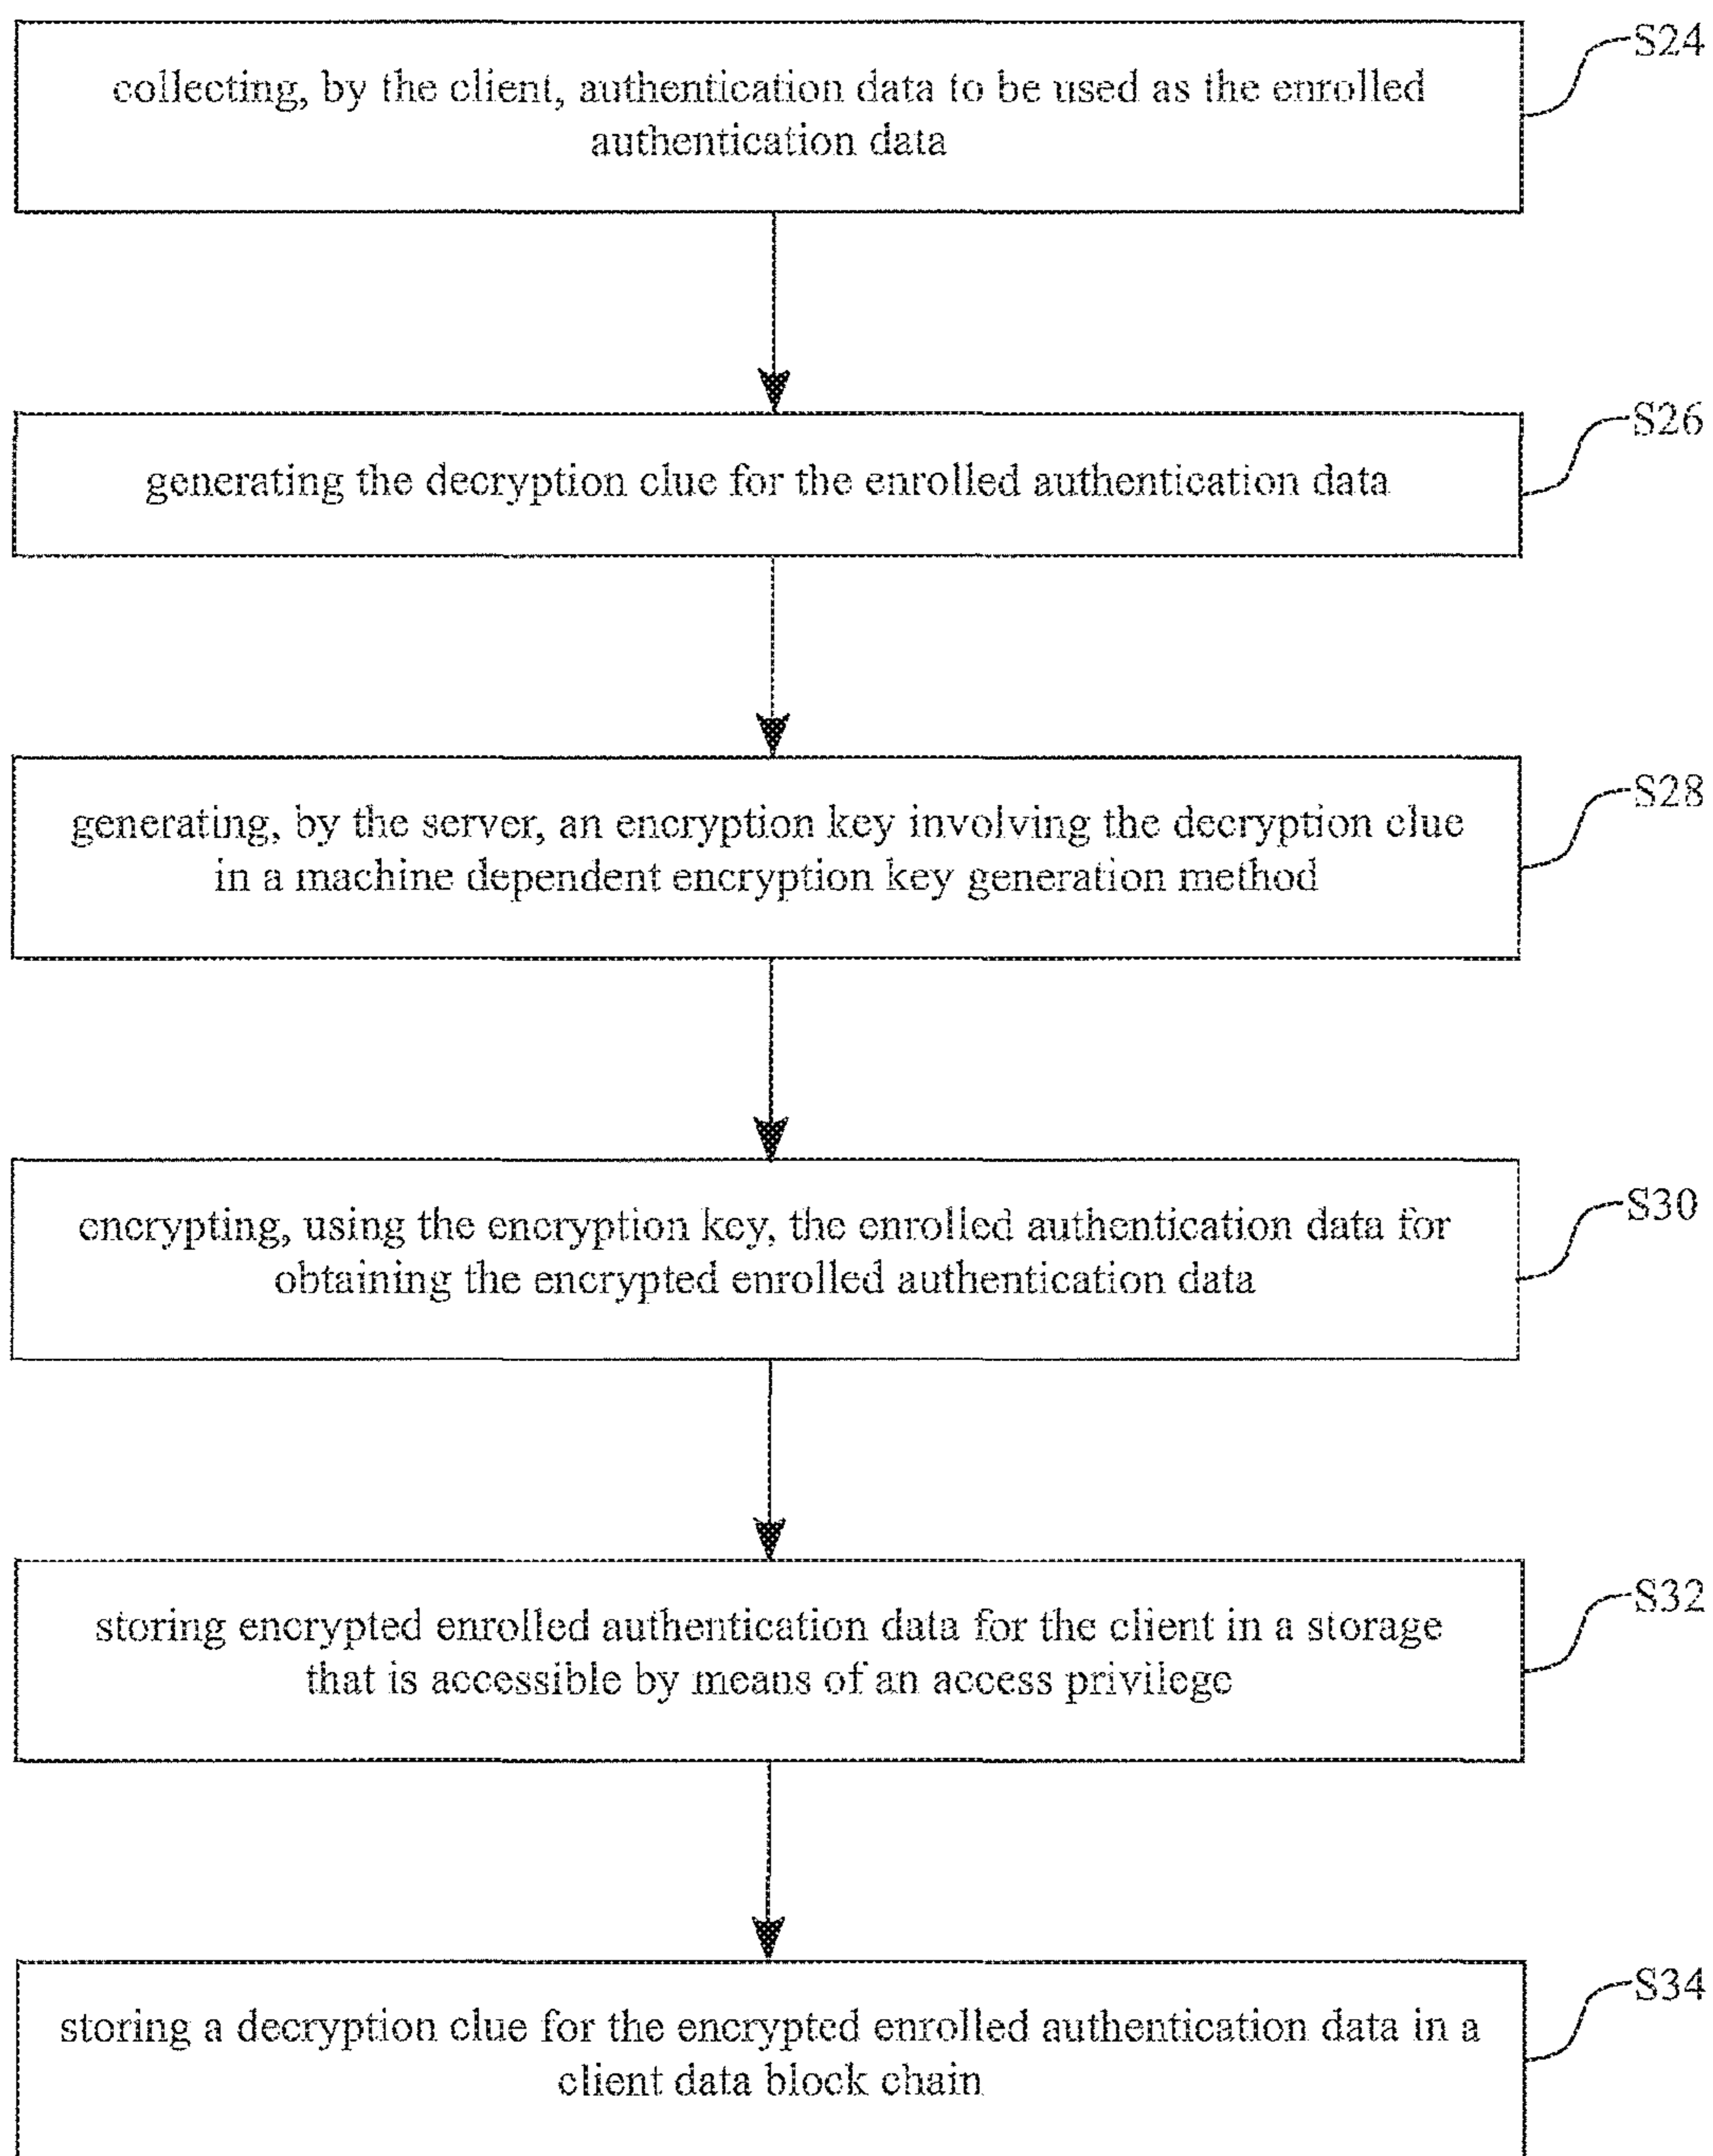 S24
collecting, by the client, authentication data to be used as the enrolled
authentication data
S26
generating the decryption clue for the enrolled authentication data
S28
generating, by the server, an encryption key involving the decryption clue
in a machine dependent encryption key generation method
S30
encrypting, using the encryption key, the enrolled authentication data for
obtaining the encrypted enrolled authentication data
S32
storing encrypted enrolled authentication data for the client in a storage
that is accessible by means of an access privilege
S34
storing a decryption clue for the encrypted enrolled authentication data in a
client data block chain